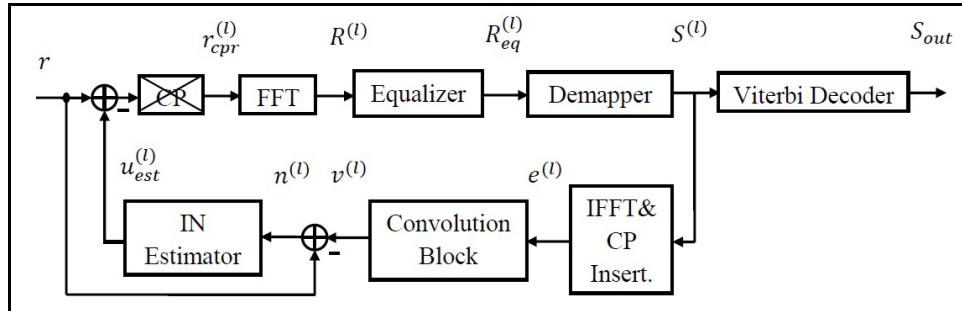 r
r_{cpr}^{(l)}
R^{(l)}
R_{eq}^{(l)}
S^{(l)}
S_{out}
-
CP
FFT
Equalizer
Demapper
Viterbi Decoder
u_{est}^{(l)}
n^{(l)}
v^{(l)}
e^{(l)}
IN
Estimator
-
Convolution
Block
IFFT&
CP
Insert.